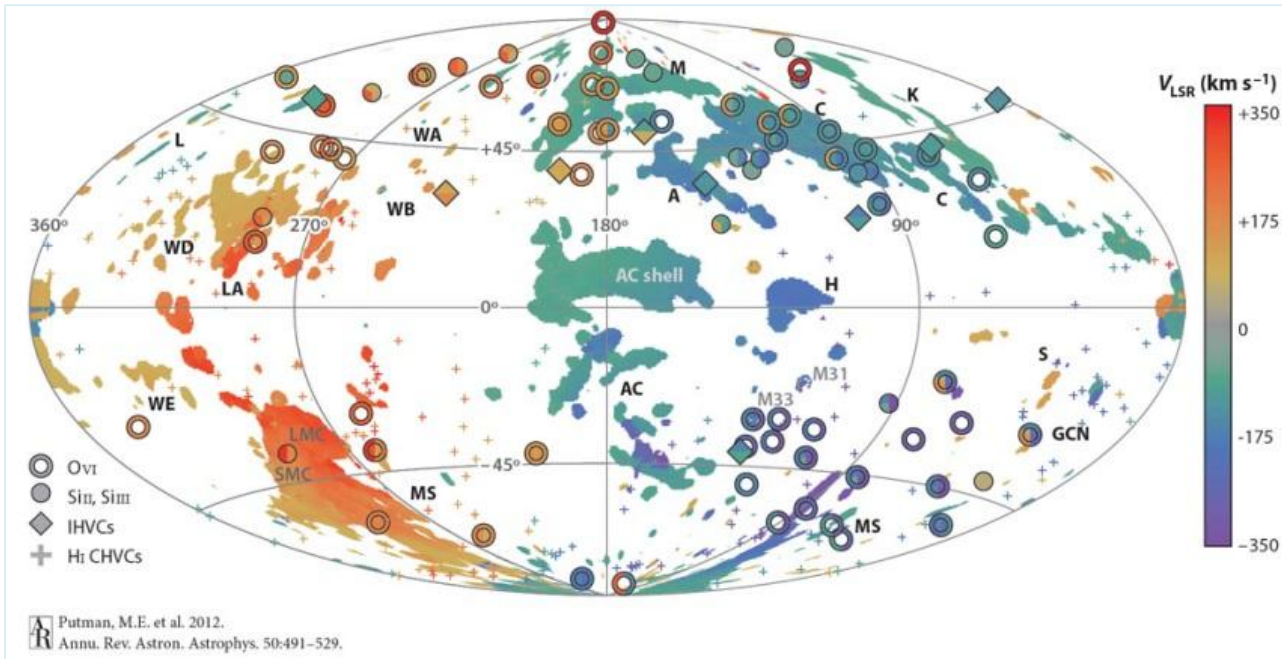 M
C
K
V_LSR (km s⁻¹)
+350
L
WA
+45°
A
C
WB
+175
360°
270°
180°
90°
WD
LA
AC shell
H
0°
0
M31
S
WE
AC
M33
GCN
LMC
SMC
−45°
−175
MS
MS
O VI
Si II, Si III
IHVCs
H I CHVCs
−350
AR
Putman, M.E. et al. 2012.
Annu. Rev. Astron. Astrophys. 50:491–529.